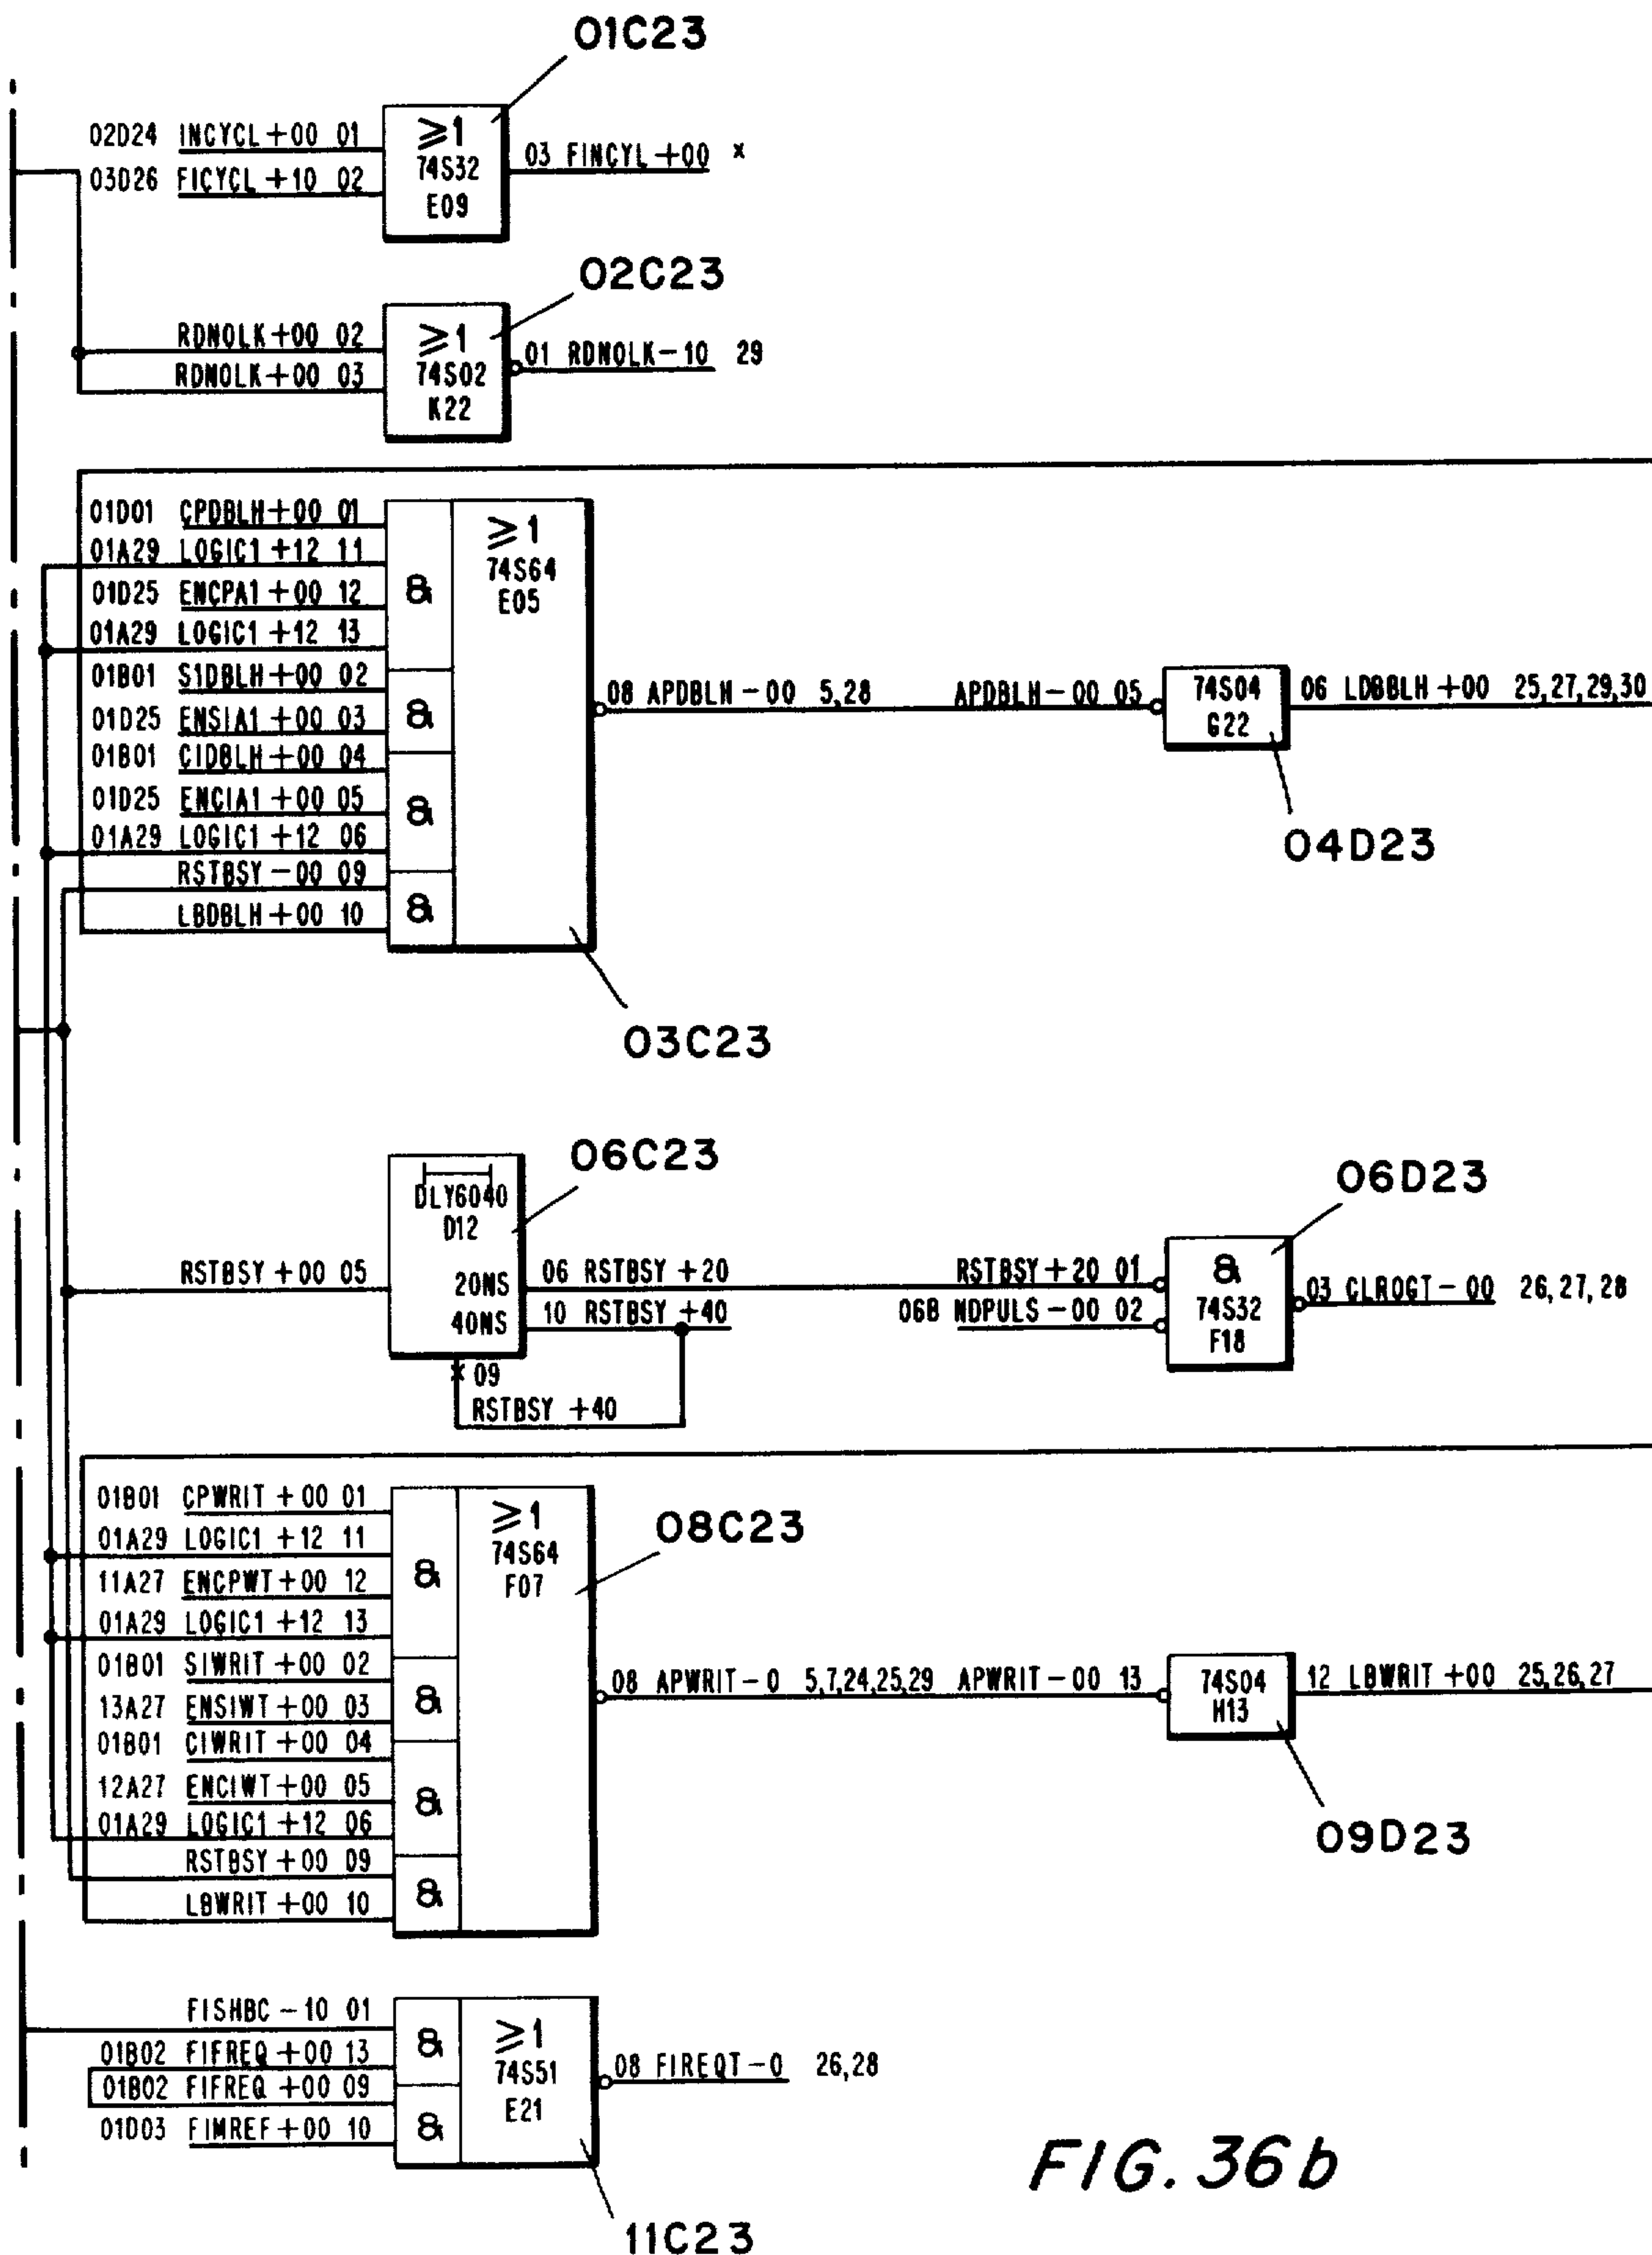 01C23
02D24 INCYCL+00 01
03D26 FICYCL+10 02
≥1
74S32
E09
03 FINCYL+00 x
02C23
RDNOLK+00 02
RDNOLK+00 03
≥1
74S02
K22
01 RDNOLK-10 29
01D01 CPDBLH+00 01
01A29 LOGIC1+12 11
01D25 ENCPA1+00 12
01A29 LOGIC1+12 13
01B01 SIDBLH+00 02
01D25 ENSIA1+00 03
01B01 CIDBLH+00 04
01D25 ENCIA1+00 05
01A29 LOGIC1+12 06
RSTBSY-00 09
LBDBLH+00 10
&
&
&
&
≥1
74S64
E05
08 APDBLH-00 5,28
APDBLH-00 05
74S04
G22
06 LDBBLH+00 25,27,29,30
04D23
03C23
06C23
DLY6040
D12
RSTBSY+00 05
20NS
40NS
06 RSTBSY+20
10 RSTBSY+40
x 09
RSTBSY+40
06D23
RSTBSY+20 01
06B NDPULS-00 02
&
74S32
F18
03 CLROGT-00 26,27,28
01B01 CPWRIT+00 01
01A29 LOGIC1+12 11
11A27 ENCPWT+00 12
01A29 LOGIC1+12 13
01B01 SIWRIT+00 02
13A27 ENSIWT+00 03
01B01 CIWRIT+00 04
12A27 ENCIWT+00 05
01A29 LOGIC1+12 06
RSTBSY+00 09
LBWRIT+00 10
&
&
&
&
≥1
74S64
F07
08C23
08 APWRIT-0 5,7,24,25,29
APWRIT-00 13
74S04
H13
12 LBWRIT+00 25,26,27
09D23
FISHBC-10 01
01B02 FIFREQ+00 13
01B02 FIFREQ+00 09
01D03 FIMREF+00 10
&
&
≥1
74S51
E21
08 FIREQT-0 26,28
11C23
FIG. 36b